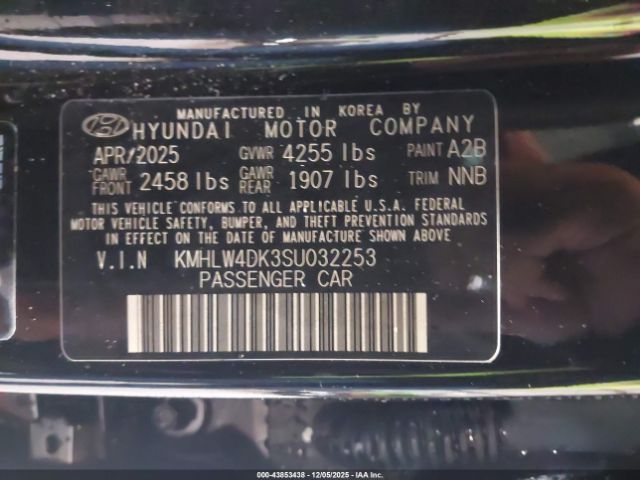 MANUFACTURED IN KOREA BY
HYUNDAI MOTOR COMPANY
APR/2025 GVWR 4255 lbs PAINT A2B
GAWR FRONT 2458 lbs GAWR REAR 1907 lbs TRIM NNB
THIS VEHICLE CONFORMS TO ALL APPLICABLE U.S.A. FEDERAL
MOTOR VEHICLE SAFETY, BUMPER, AND THEFT PREVENTION STANDARDS
IN EFFECT ON THE DATE OF MANUFACTURE SHOWN ABOVE
V.I.N KMHLW4DK3SU032253
PASSENGER CAR
000-43853438 - 12/05/2025 - IAA Inc.